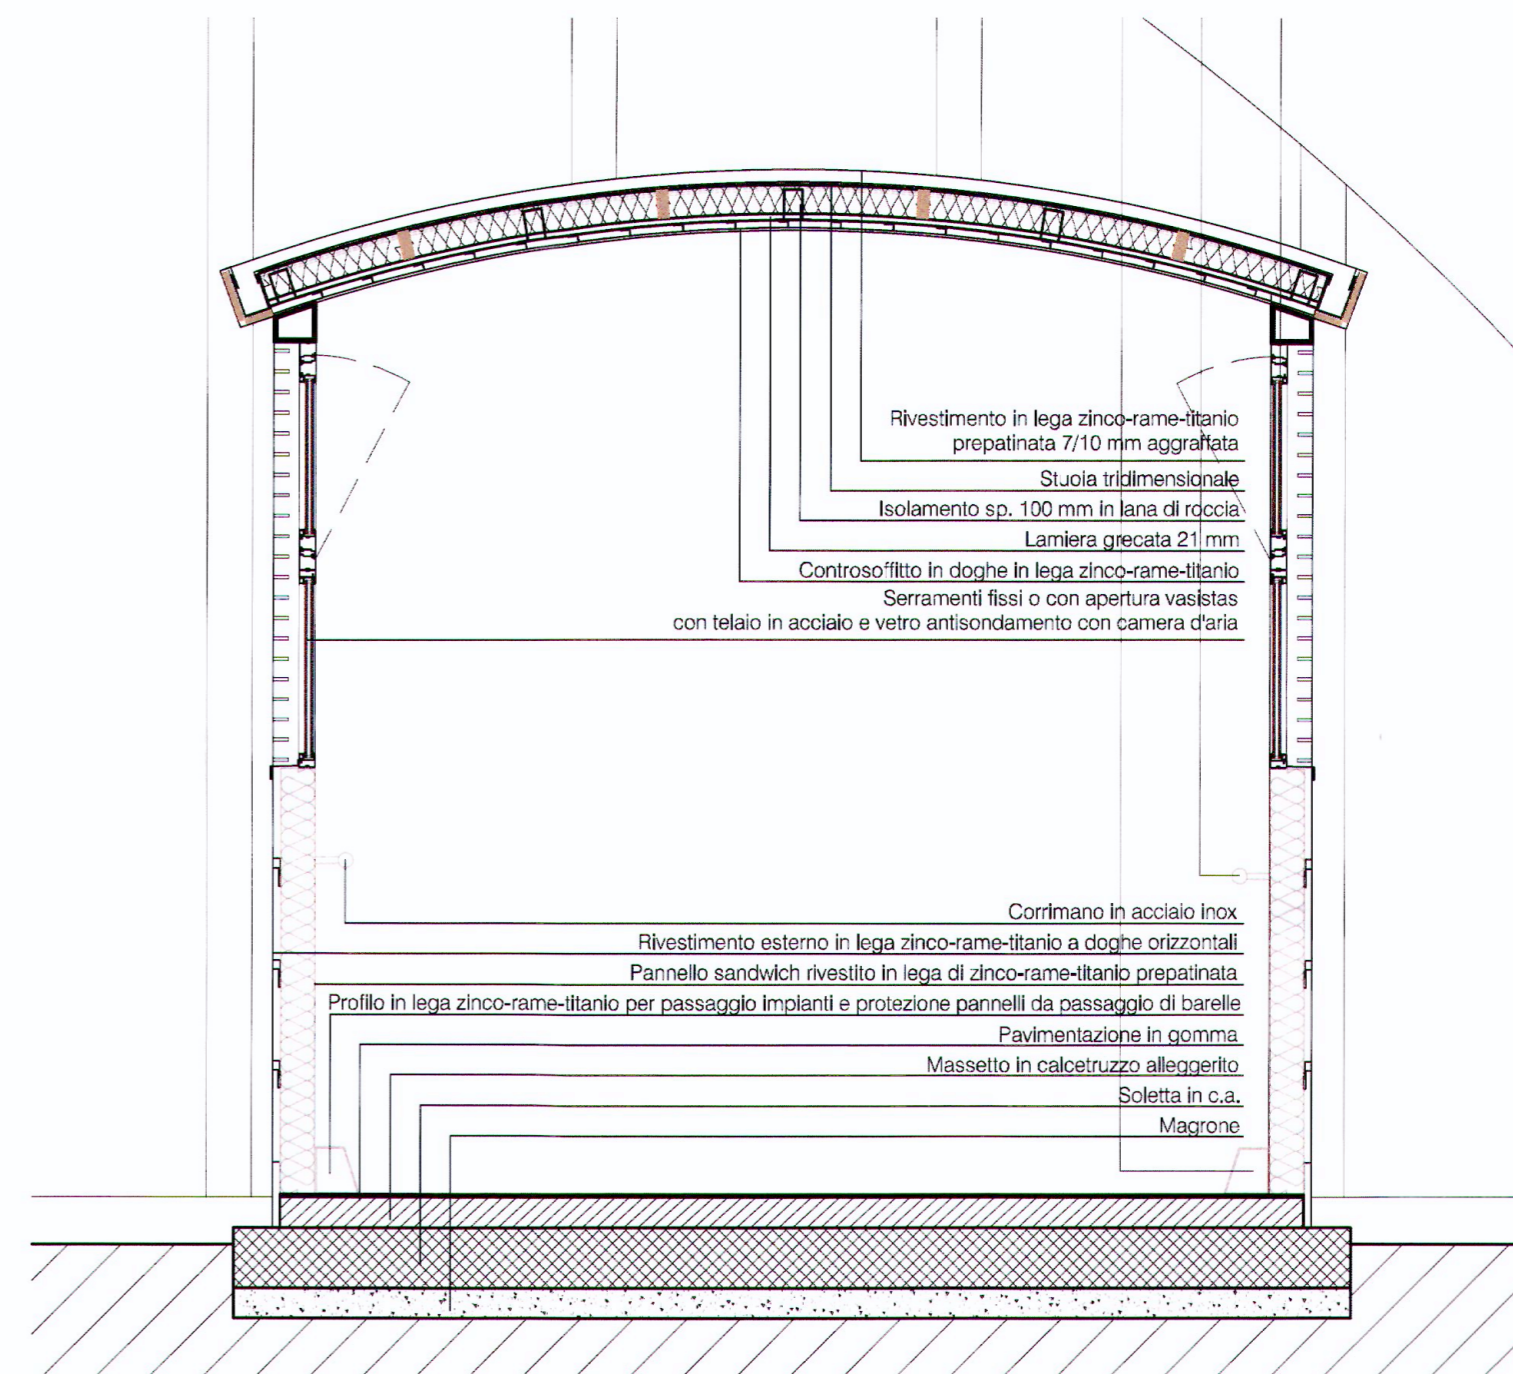 Rivestimento in lega zinco-rame-titanio
prepatinata 7/10 mm aggraffata
Stuoia tridimensionale
Isolamento sp. 100 mm in lana di roccia
Lamiera grecata 21 mm
Controsoffitto in doghe in lega zinco-rame-titanio
Serramenti fissi o con apertura vasistas
con telaio in acciaio e vetro antisondamento con camera d'aria
Corrimano in acciaio inox
Rivestimento esterno in lega zinco-rame-titanio a doghe orizzontali
Pannello sandwich rivestito in lega di zinco-rame-titanio prepatinata
Profilo in lega zinco-rame-titanio per passaggio impianti e protezione pannelli da passaggio di barelle
Pavimentazione in gomma
Massetto in calcetruzzo alleggerito
Soletta in c.a.
Magrone